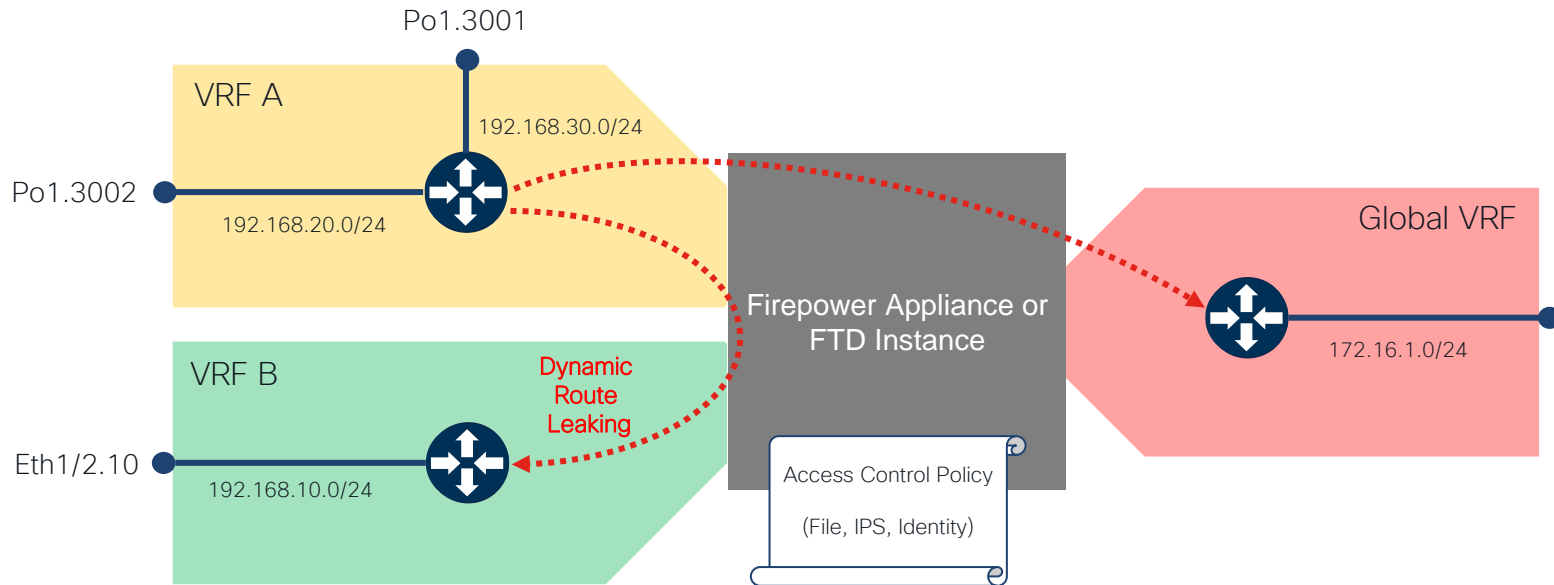 Po1.3001
VRF A
192.168.30.0/24
Po1.3002
192.168.20.0/24
Global VRF
Firepower Appliance or
FTD Instance
172.16.1.0/24
VRF B
Dynamic
Route
Leaking
Eth1/2.10
192.168.10.0/24
Access Control Policy
(File, IPS, Identity)